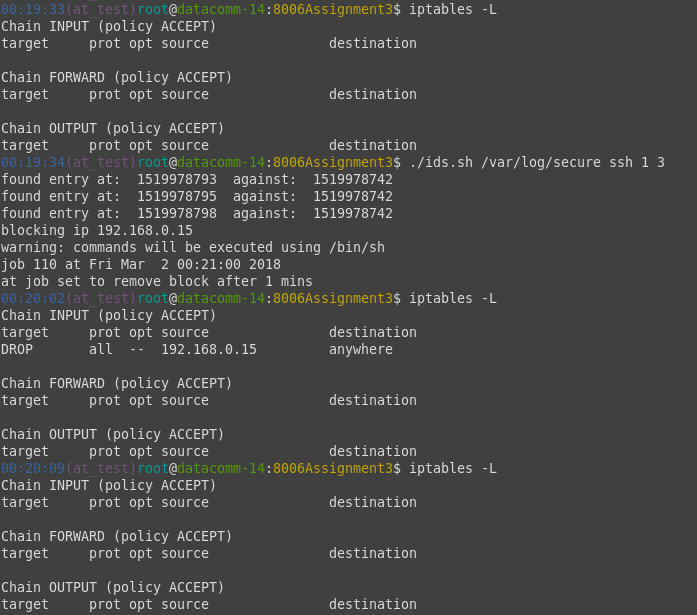 00:19:33(at_test)root@datacomm-14:8006Assignment3$ iptables -L
Chain INPUT (policy ACCEPT)
target     prot opt source               destination

Chain FORWARD (policy ACCEPT)
target     prot opt source               destination

Chain OUTPUT (policy ACCEPT)
target     prot opt source               destination
00:19:34(at_test)root@datacomm-14:8006Assignment3$ ./ids.sh /var/log/secure ssh 1 3
found entry at:  1519978793  against:  1519978742
found entry at:  1519978795  against:  1519978742
found entry at:  1519978798  against:  1519978742
blocking ip 192.168.0.15
warning: commands will be executed using /bin/sh
job 110 at Fri Mar  2 00:21:00 2018
at job set to remove block after 1 mins
00:20:02(at_test)root@datacomm-14:8006Assignment3$ iptables -L
Chain INPUT (policy ACCEPT)
target     prot opt source               destination
DROP       all  --  192.168.0.15         anywhere

Chain FORWARD (policy ACCEPT)
target     prot opt source               destination

Chain OUTPUT (policy ACCEPT)
target     prot opt source               destination
00:20:09(at_test)root@datacomm-14:8006Assignment3$ iptables -L
Chain INPUT (policy ACCEPT)
target     prot opt source               destination

Chain FORWARD (policy ACCEPT)
target     prot opt source               destination

Chain OUTPUT (policy ACCEPT)
target     prot opt source               destination